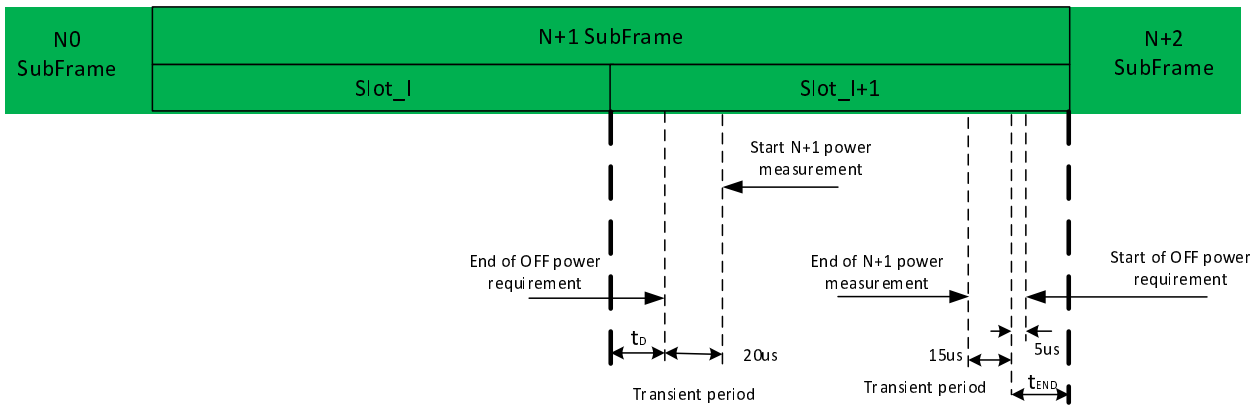 N0
SubFrame
N+1 SubFrame
N+2
SubFrame
Slot_I
Slot_I+1
Start N+1 power
measurement
End of OFF power
requirement
End of N+1 power
measurement
Start of OFF power
requirement
tD
20us
15us
5us
Transient period
Transient period
tEND